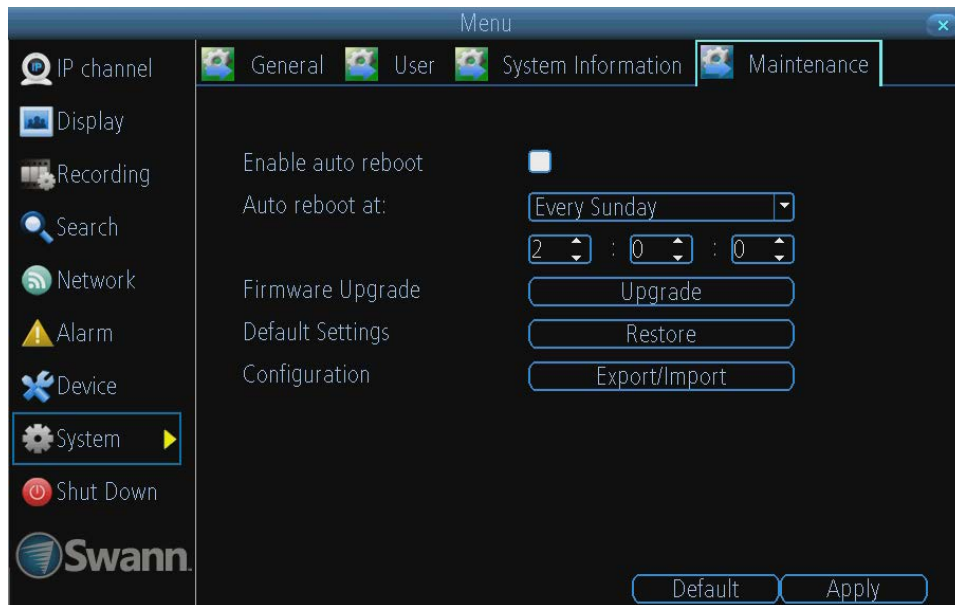 Menu
IP channel
Display
Recording
Search
Network
Alarm
Device
System
Shut Down
Swann
General User System Information Maintenance
Enable auto reboot
Auto reboot at: Every Sunday
2 : 0 : 0
Firmware Upgrade Upgrade
Default Settings Restore
Configuration Export/Import
Default Apply